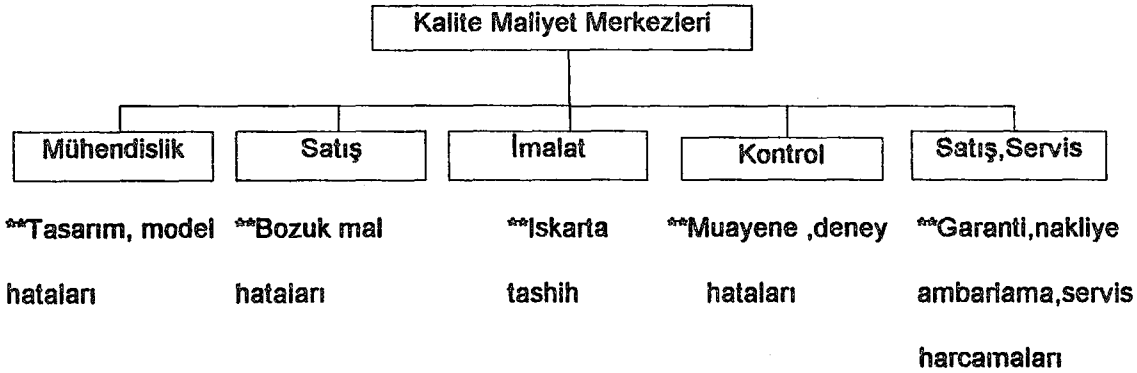 Kalite Maliyet Merkezleri
Mühendislik
Satış
İmalat
Kontrol
Satış,Servis
**Tasarım, model
hataları
**Bozuk mal
hataları
**Iskarta
tashih
**Muayene ,deney
hataları
**Garanti,nakliye
ambarlama,servis
harcamaları